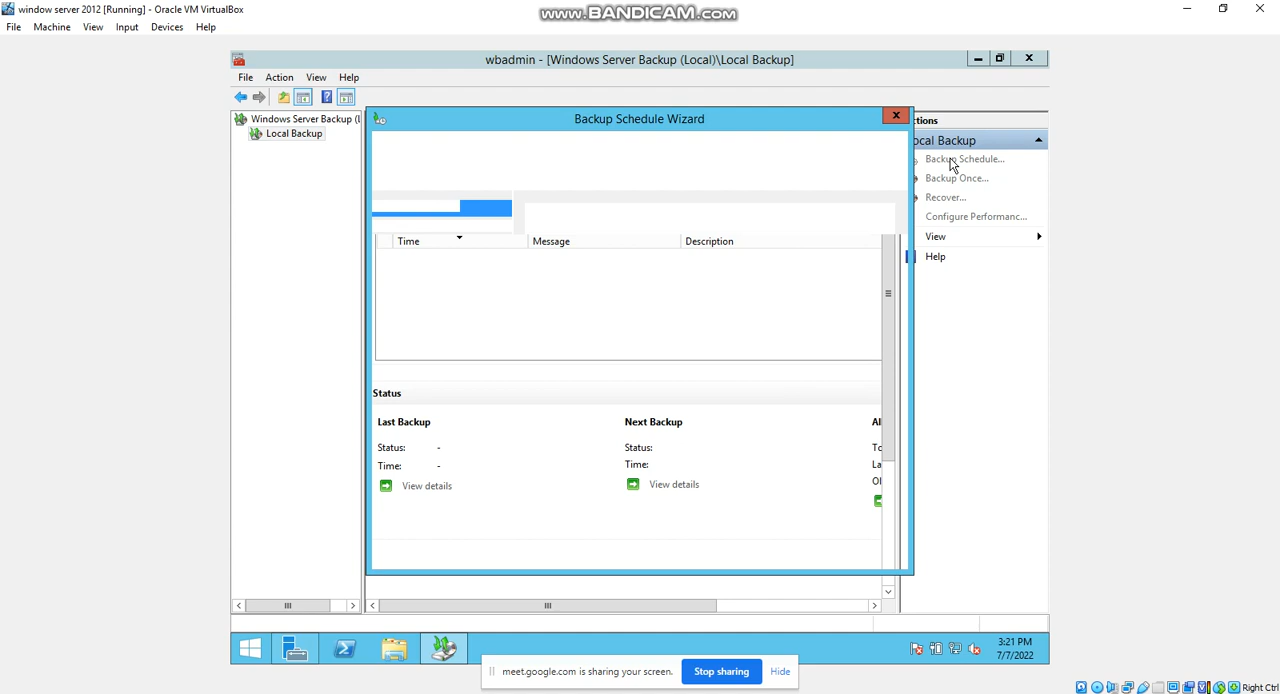 window server 2012 [Running] - Oracle VM VirtualBox
www.BANDICAM.com
File Machine View Input Devices Help
wbadmin - [Windows Server Backup (Local)\Local Backup]
File Action View Help
Windows Server Backup (L
Local Backup
Backup Schedule Wizard
ctions
ocal Backup
Backup Schedule...
Backup Once...
Recover...
Configure Performanc...
View
Help
Time Message Description
Status
Last Backup Next Backup Al
Status: - Status: To
Time: - Time: La
View details View details Ol
3:21 PM
7/7/2022
meet.google.com is sharing your screen. Stop sharing Hide
Right Ctrl